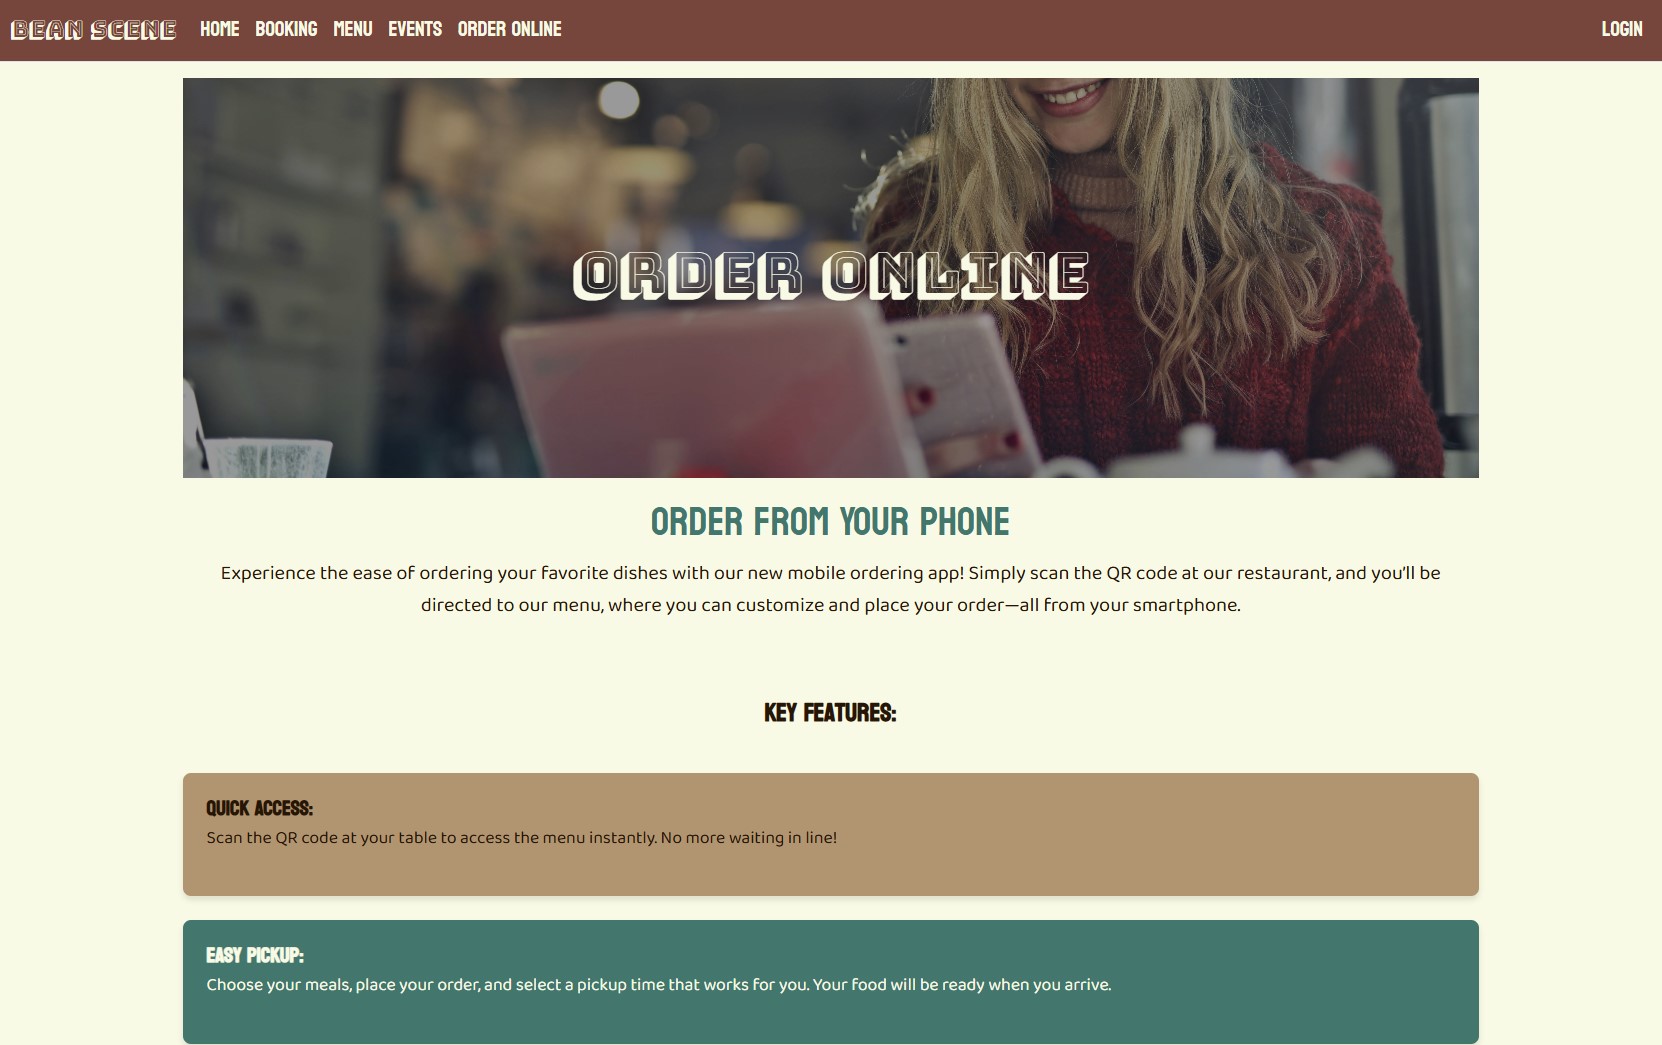 BEAN SCENE
HOME BOOKING MENU EVENTS ORDER ONLINE
LOGIN
ORDER ONLINE
ORDER FROM YOUR PHONE
Experience the ease of ordering your favorite dishes with our new mobile ordering app! Simply scan the QR code at our restaurant, and you'll be
directed to our menu, where you can customize and place your order—all from your smartphone.
KEY FEATURES:
QUICK ACCESS:
Scan the QR code at your table to access the menu instantly. No more waiting in line!
EASY PICKUP:
Choose your meals, place your order, and select a pickup time that works for you. Your food will be ready when you arrive.